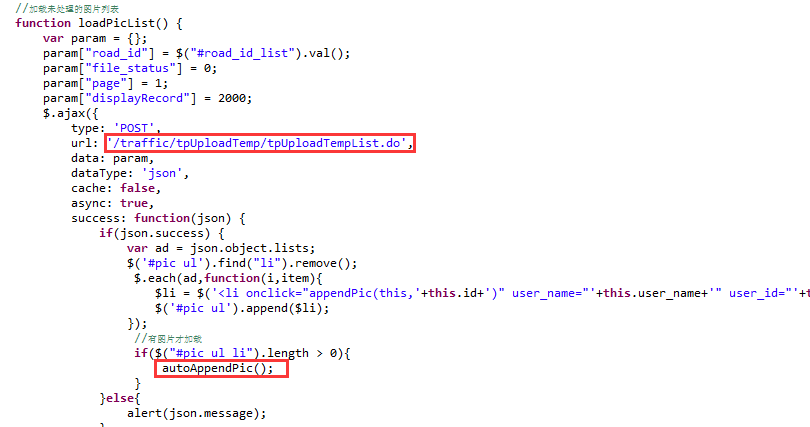 //加载未处理的图片列表
function loadPicList() {
    var param = {};
    param["road_id"] = $("#road_id_list").val();
    param["file_status"] = 0;
    param["page"] = 1;
    param["displayRecord"] = 2000;
    $.ajax({
        type: 'POST',
        url: '/traffic/tpUploadTemp/tpUploadTempList.do',
        data: param,
        dataType: 'json',
        cache: false,
        async: true,
        success: function(json) {
            if(json.success) {
                var ad = json.object.lists;
                $('#pic ul').find("li").remove();
                 $.each(ad,function(i,item){
                    $li = $('<li onclick="appendPic(this,'+this.id+')" user_name="'+this.user_name+'" user_id="'+t
                    $('#pic ul').append($li);
                });
                 //有图片才加载
                 if($("#pic ul li").length > 0){
                     autoAppendPic();
                 }
            }else{
                alert(json.message);